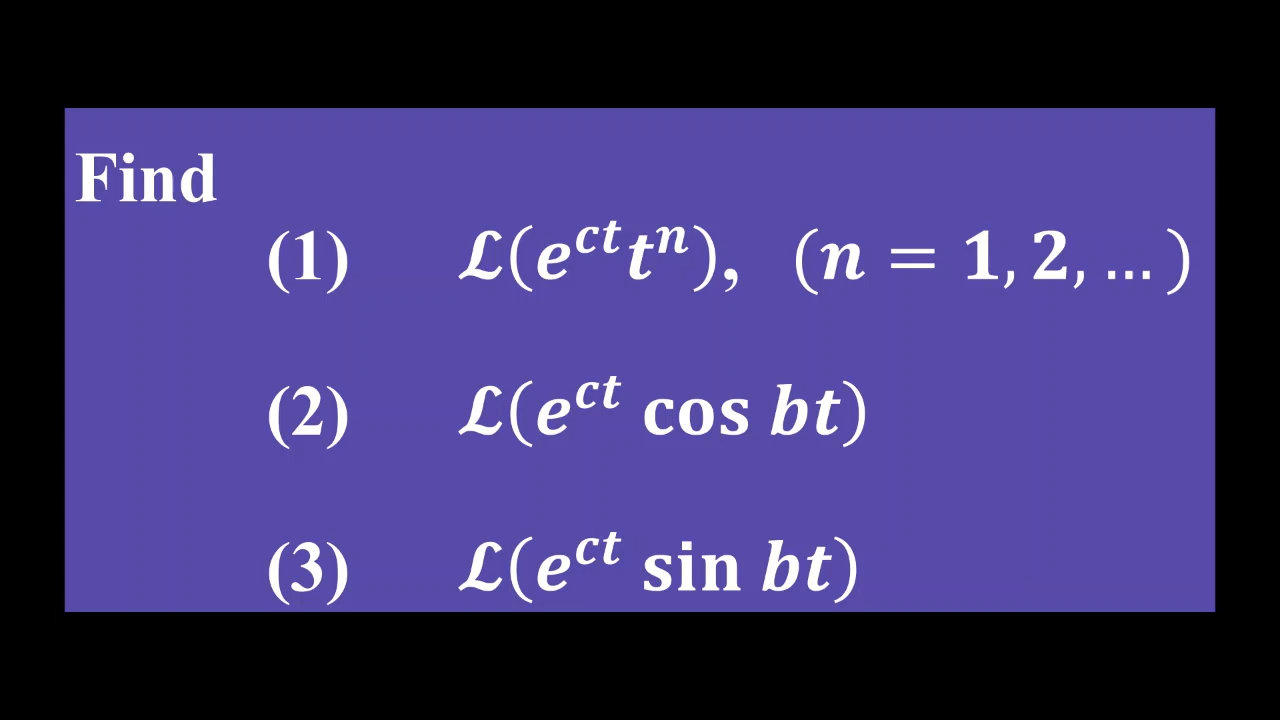 Find
(1) ℒ(e^{ct} t^n), (n = 1, 2, … )
(2) ℒ(e^{ct} cos bt)
(3) ℒ(e^{ct} sin bt)